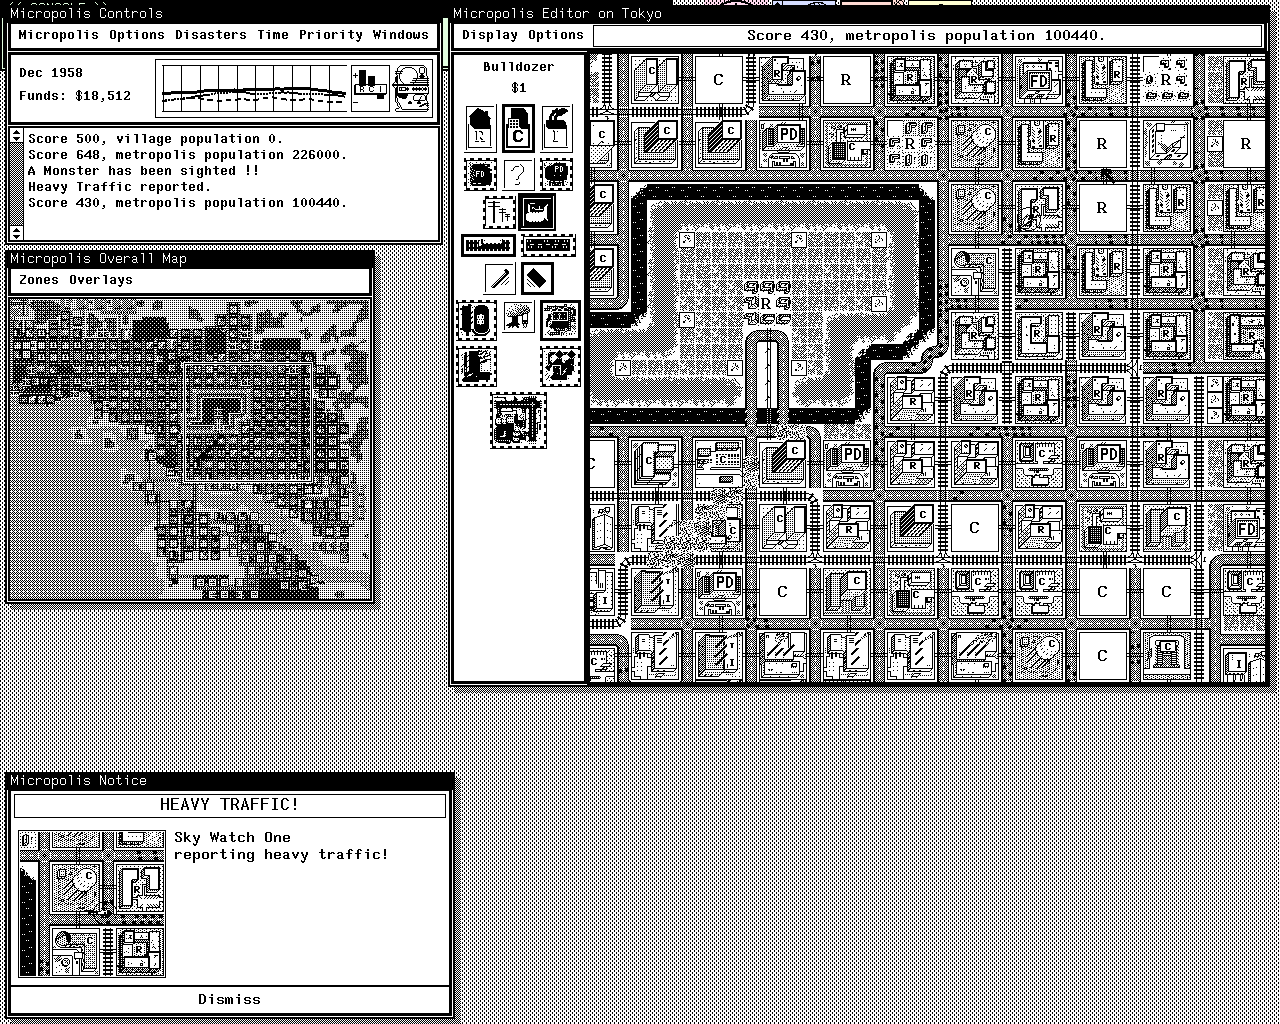 Micropolis Controls
Micropolis Options Disasters Time Priority Windows
Dec 1958
Funds: $18,512
R C I
Score 500, village population 0.
Score 648, metropolis population 226000.
A Monster has been sighted !!
Heavy Traffic reported.
Score 430, metropolis population 100440.
Micropolis Overall Map
Zones Overlays
Micropolis Editor on Tokyo
Display Options
Score 430, metropolis population 100440.
Bulldozer
$1
R C I
FD ? PD
Micropolis Notice
HEAVY TRAFFIC!
Sky Watch One
reporting heavy traffic!
Dismiss